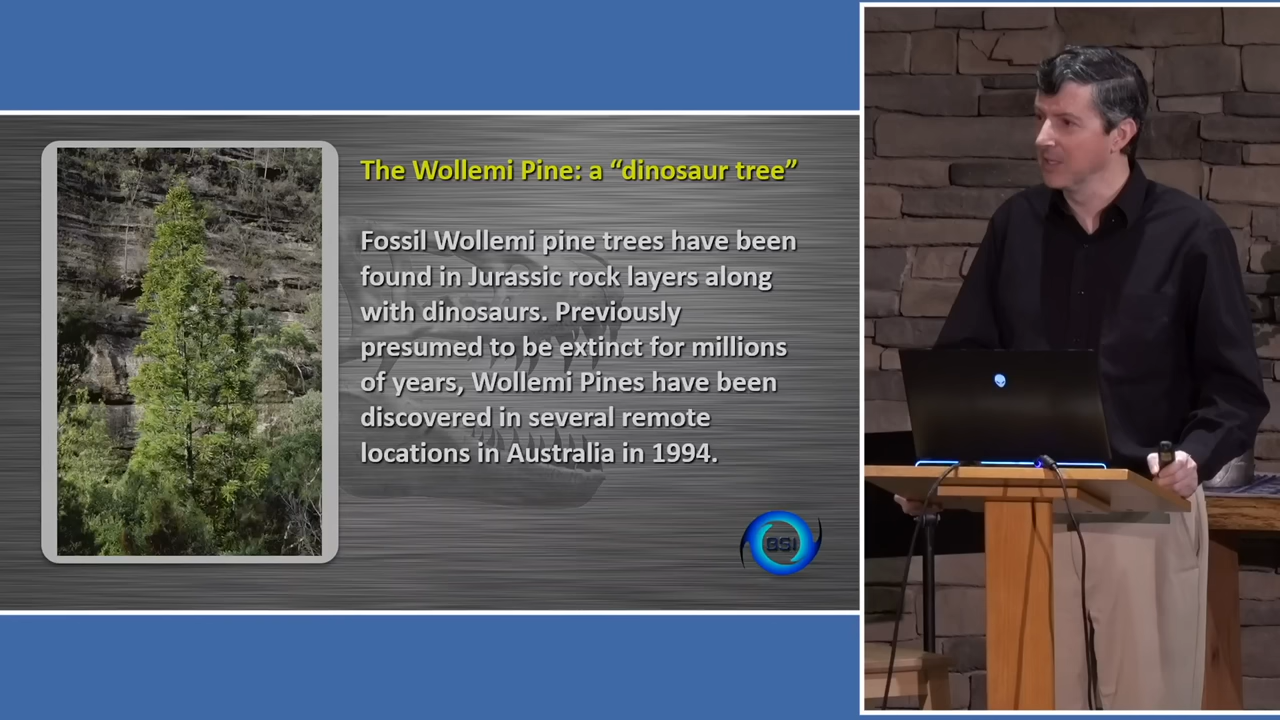 The Wollemi Pine: a “dinosaur tree”
Fossil Wollemi pine trees have been
found in Jurassic rock layers along
with dinosaurs. Previously
presumed to be extinct for millions
of years, Wollemi Pines have been
discovered in several remote
locations in Australia in 1994.
BSI